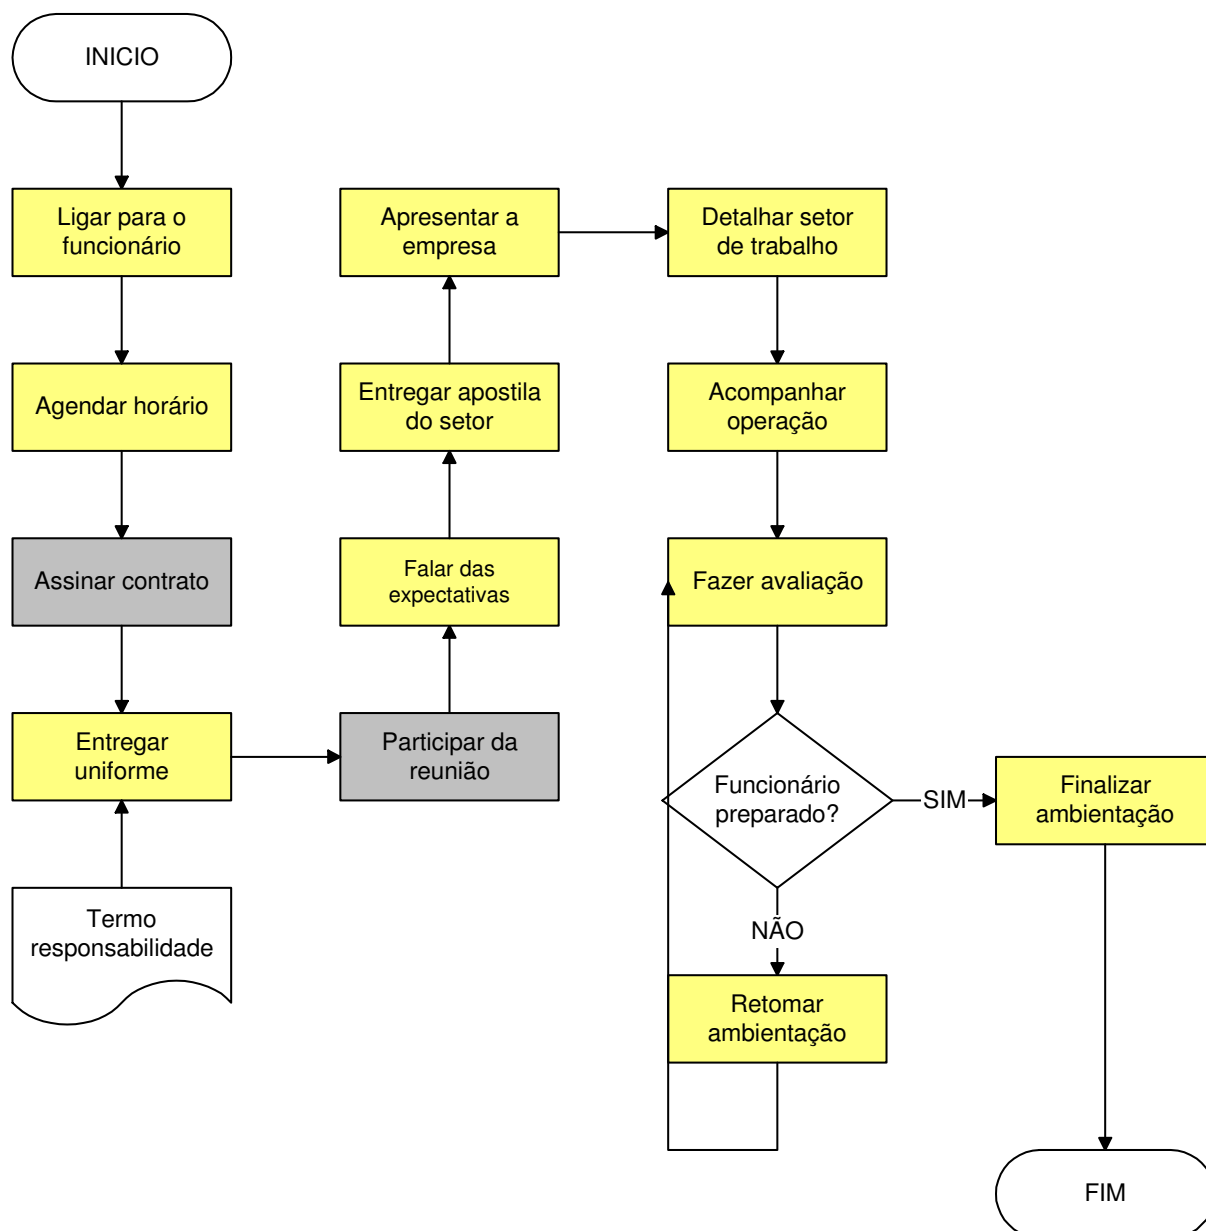 INICIO
Ligar para o
funcionário
Agendar horário
Assinar contrato
Entregar
uniforme
Termo
responsabilidade
Participar da
reunião
Falar das
expectativas
Entregar apostila
do setor
Apresentar a
empresa
Detalhar setor
de trabalho
Acompanhar
operação
Fazer avaliação
Funcionário
preparado?
SIM
Finalizar
ambientação
NÃO
Retomar
ambientação
FIM